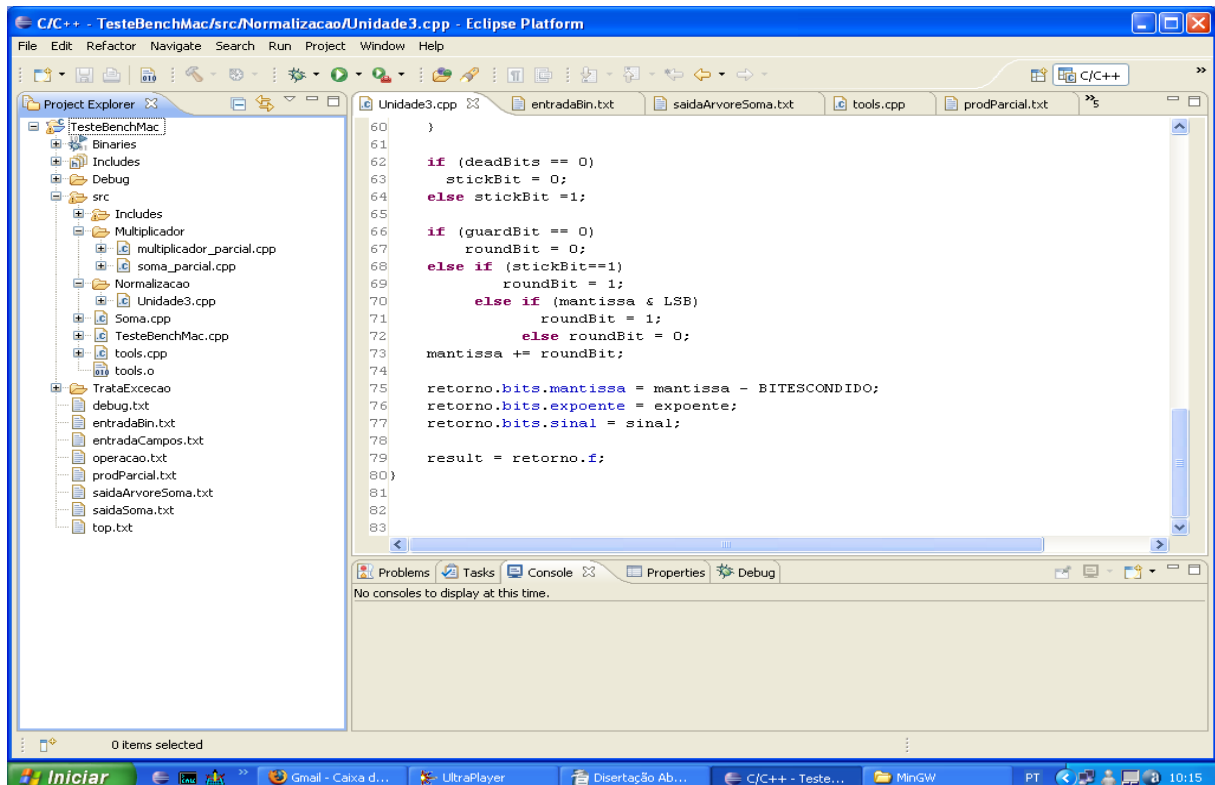 C/C++ - TesteBenchMac/src/Normalizacao/Unidade3.cpp - Eclipse Platform
File Edit Refactor Navigate Search Run Project Window Help
C/C++
Project Explorer
TesteBenchMac
Binaries
Includes
Debug
src
Includes
Multiplicador
multiplicador_parcial.cpp
soma_parcial.cpp
Normalizacao
Unidade3.cpp
Soma.cpp
TesteBenchMac.cpp
tools.cpp
tools.o
TrataExcecao
debug.txt
entradaBin.txt
entradaCampos.txt
operacao.txt
prodParcial.txt
saidaArvoreSoma.txt
saidaSoma.txt
top.txt
Unidade3.cpp entradaBin.txt saidaArvoreSoma.txt tools.cpp prodParcial.txt »5
60 }
61
62 if (deadBits == 0)
63 stickBit = 0;
64 else stickBit =1;
65
66 if (guardBit == 0)
67 roundBit = 0;
68 else if (stickBit==1)
69 roundBit = 1;
70 else if (mantissa & LSB)
71 roundBit = 1;
72 else roundBit = 0;
73 mantissa += roundBit;
74
75 retorno.bits.mantissa = mantissa - BITESCONDIDO;
76 retorno.bits.expoente = expoente;
77 retorno.bits.sinal = sinal;
78
79 result = retorno.f;
80 }
81
82
83
Problems Tasks Console Properties Debug
No consoles to display at this time.
0 items selected
Iniciar Gmail - Caixa d... UltraPlayer Disertação Ab... C/C++ - Teste... MinGW PT 10:15